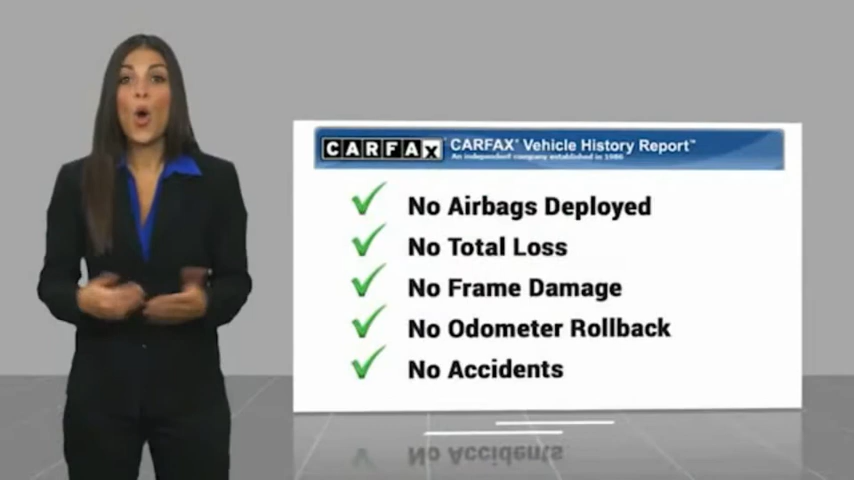 CARFAX CARFAX® Vehicle History Report™
An independent company established in 1986
No Airbags Deployed
No Total Loss
No Frame Damage
No Odometer Rollback
No Accidents
No Accidents